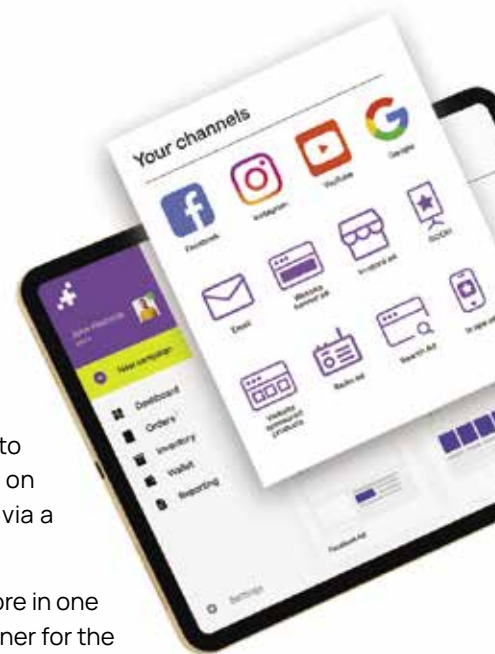 Your channels
Facebook
Instagram
YouTube
Google
Email
Website
banner ad
In-store ad
Website
sponsored
products
Radio ad
Search Ad
New campaign
Dashboard
Orders
Inventory
Wallet
Reporting
Settings
Facebook Ad
to
on
via a
ore in one
ner for the